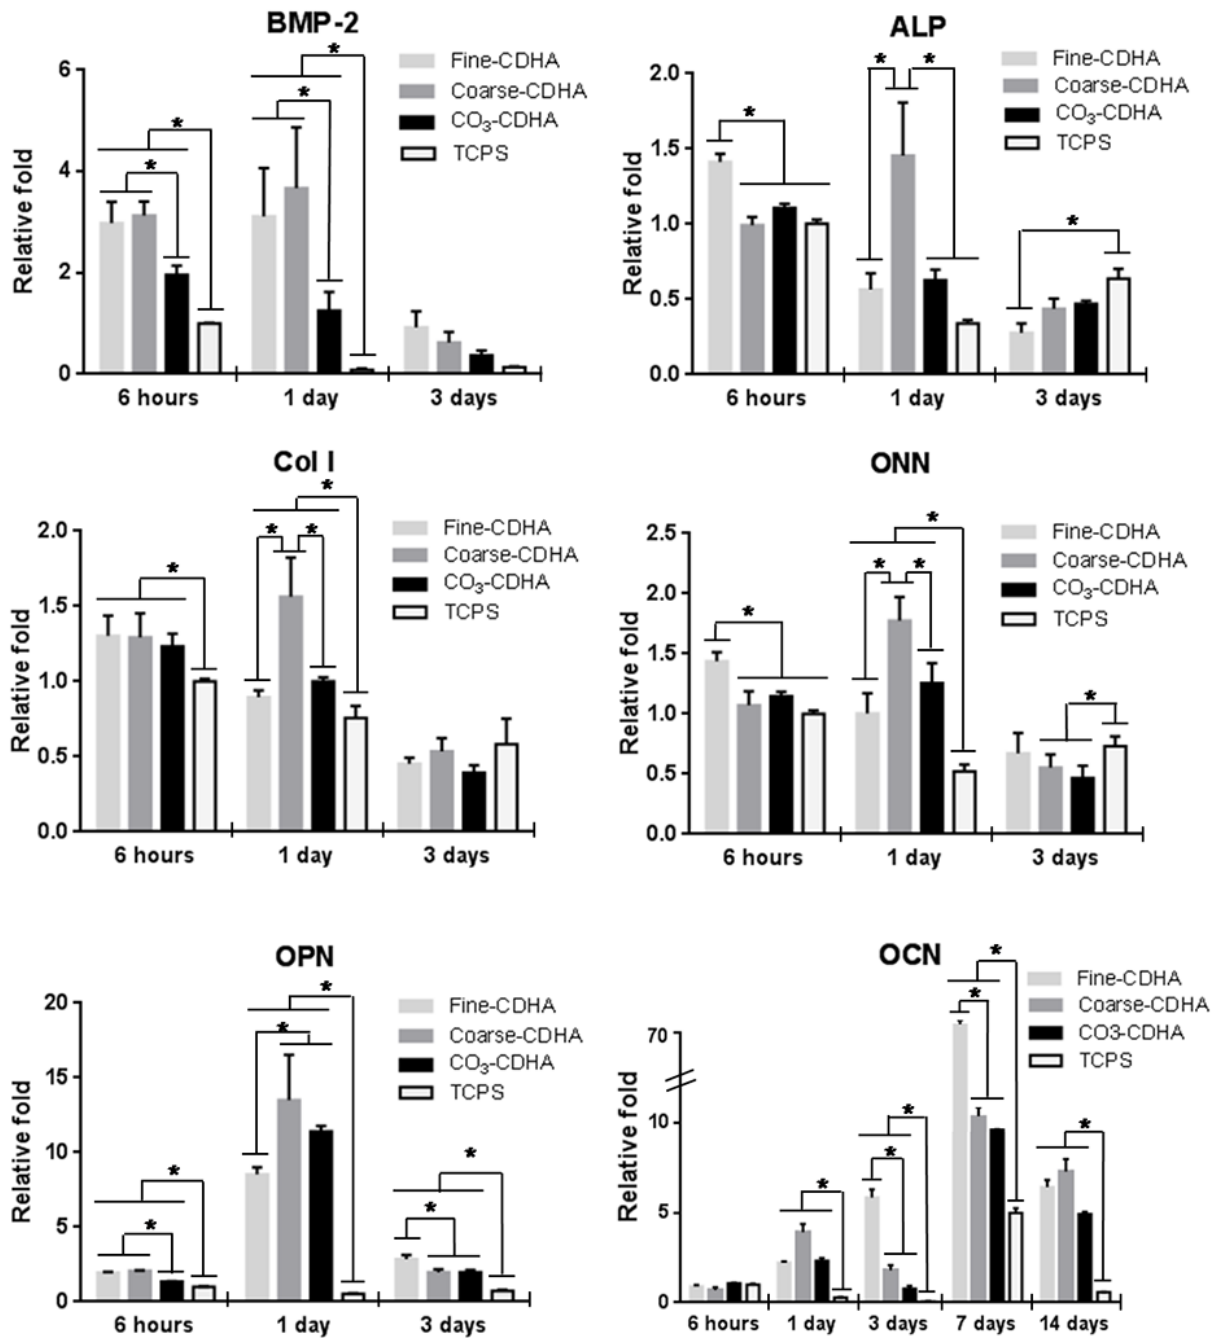 BMP-2
*
Fine-CDHA
Coarse-CDHA
CO₃-CDHA
TCPS
*
*
*
Relative fold
6
4
2
0
6 hours 1 day 3 days
ALP
Fine-CDHA
Coarse-CDHA
CO₃-CDHA
TCPS
* *
*
*
Relative fold
2.0
1.5
1.0
0.5
0.0
6 hours 1 day 3 days
Col I
*
Fine-CDHA
Coarse-CDHA
CO₃-CDHA
TCPS
* *
*
Relative fold
2.0
1.5
1.0
0.5
0.0
6 hours 1 day 3 days
ONN
*
Fine-CDHA
Coarse-CDHA
CO₃-CDHA
TCPS
* *
*
*
Relative fold
2.5
2.0
1.5
1.0
0.5
0.0
6 hours 1 day 3 days
OPN
*
Fine-CDHA
Coarse-CDHA
CO₃-CDHA
TCPS
*
*
*
*
*
Relative fold
20
15
10
5
0
6 hours 1 day 3 days
OCN
*
Fine-CDHA
Coarse-CDHA
CO3-CDHA
TCPS
*
*
*
*
*
Relative fold
70
10
5
0
6 hours 1 day 3 days 7 days 14 days